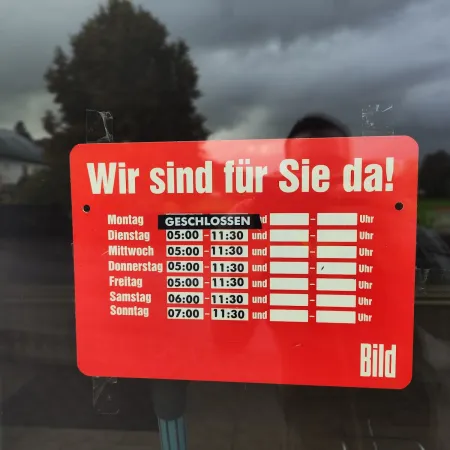 Wir sind für Sie da!
Montag GESCHLOSSEN - Uhr
Dienstag 05:00 - 11:30 und - Uhr
Mittwoch 05:00 - 11:30 und - Uhr
Donnerstag 05:00 - 11:30 und - Uhr
Freitag 05:00 - 11:30 und - Uhr
Samstag 06:00 - 11:30 und - Uhr
Sonntag 07:00 - 11:30 und - Uhr
Bild